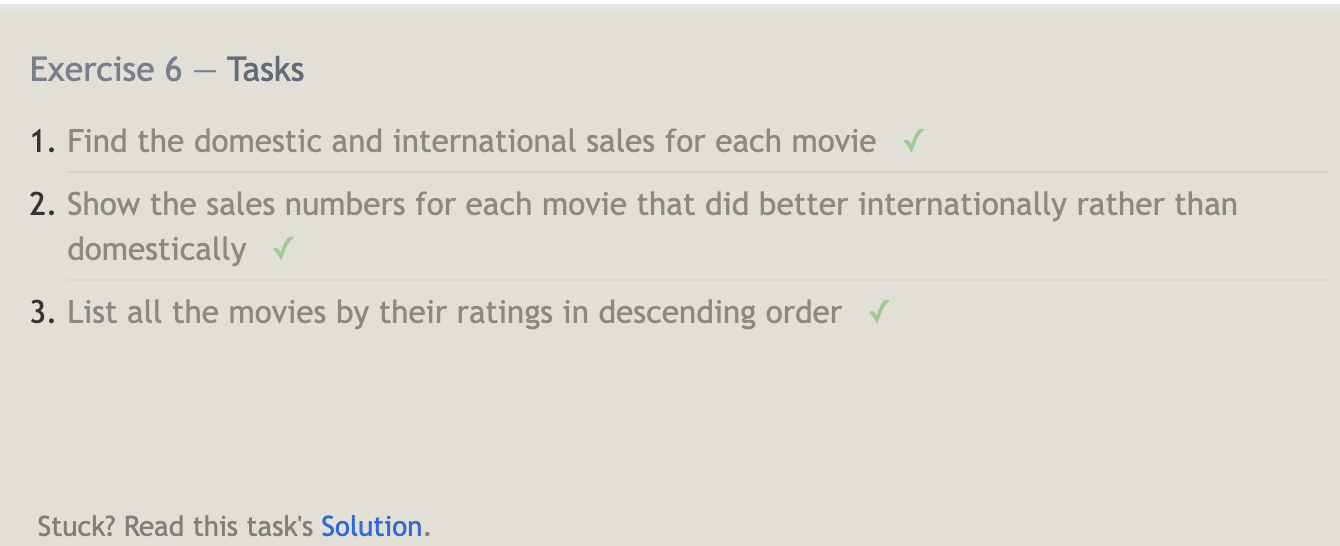 Exercise 6 — Tasks
1. Find the domestic and international sales for each movie ✓
2. Show the sales numbers for each movie that did better internationally rather than
domestically ✓
3. List all the movies by their ratings in descending order ✓
Stuck? Read this task's Solution.